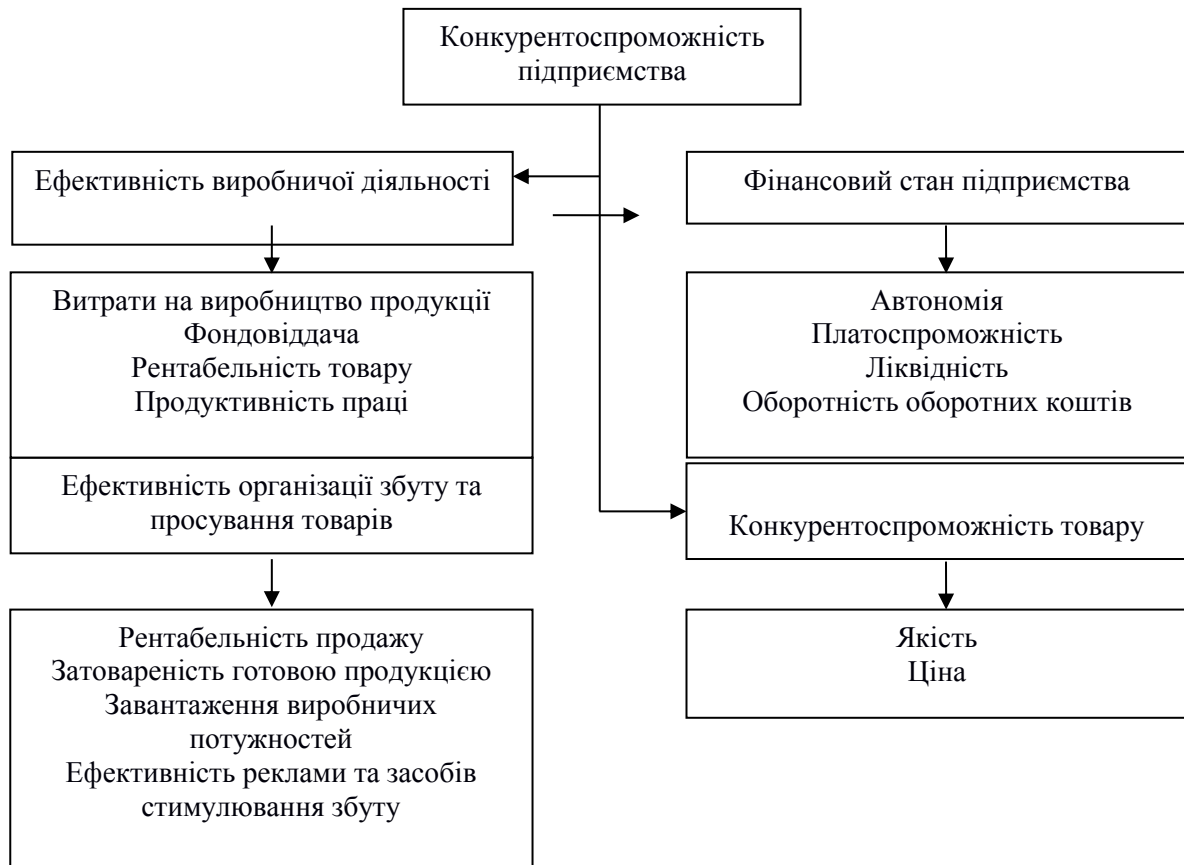 Конкурентоспроможність
підприємства
Ефективність виробничої діяльності
Фінансовий стан підприємства
Витрати на виробництво продукції
Фондовіддача
Рентабельність товару
Продуктивність праці
Автономія
Платоспроможність
Ліквідність
Оборотність оборотних коштів
Ефективність організації збуту та
просування товарів
Конкурентоспроможність товару
Рентабельність продажу
Затовареність готовою продукцією
Завантаження виробничих
потужностей
Ефективність реклами та засобів
стимулювання збуту
Якість
Ціна